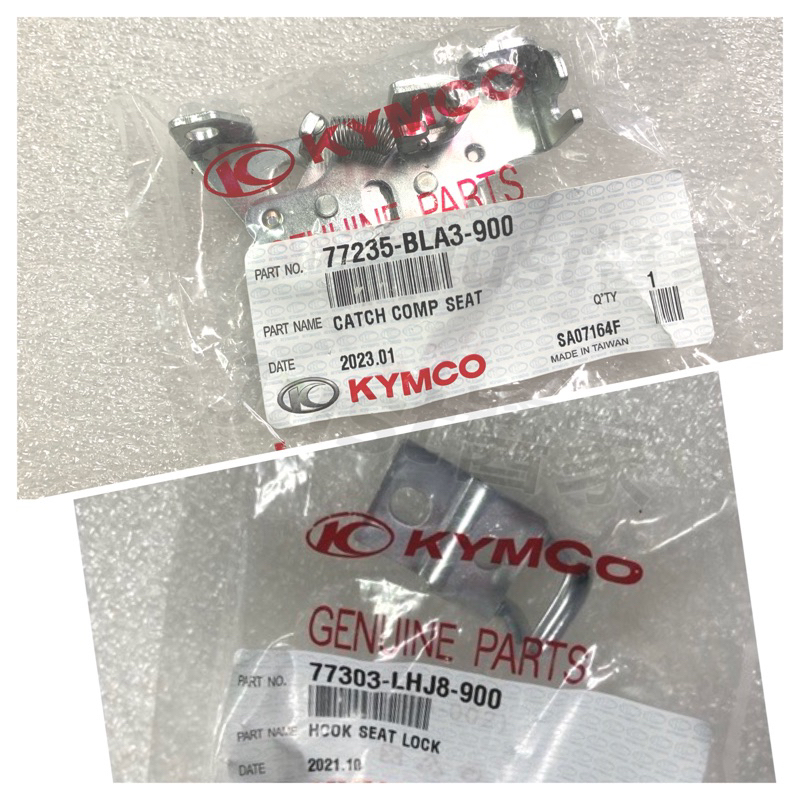 KYMCO
GENUINE PARTS
PART NO. 77235-BLA3-900
PART NAME CATCH COMP SEAT
Q'TY 1
DATE 2023.01
SA07164F
MADE IN TAIWAN
KYMCO
KYMCO
GENUINE PARTS
PART NO. 77303-LHJ8-900
PART NAME HOOK SEAT LOCK
DATE 2021.10